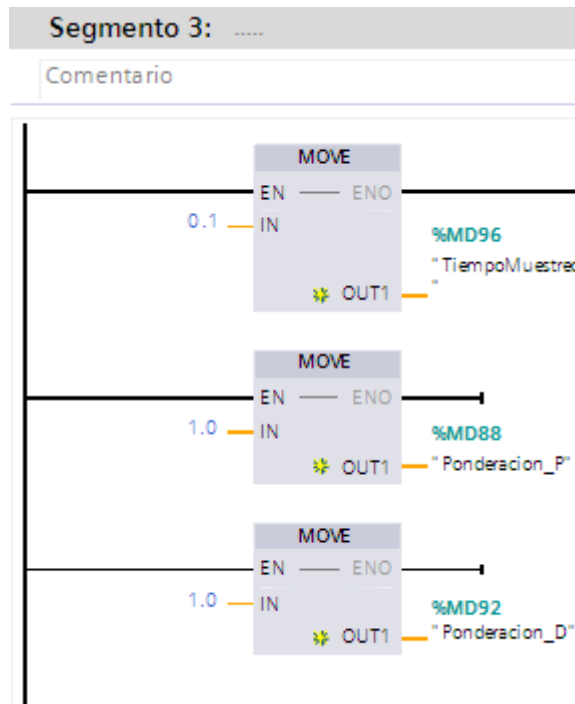 Segmento 3: .....
Comentario
MOVE
EN ENO
0.1 IN
%MD96
"TiempoMuestreo
"
OUT1
MOVE
EN ENO
1.0 IN
%MD88
OUT1 "Ponderacion_P"
MOVE
EN ENO
1.0 IN
%MD92
OUT1 "Ponderacion_D"